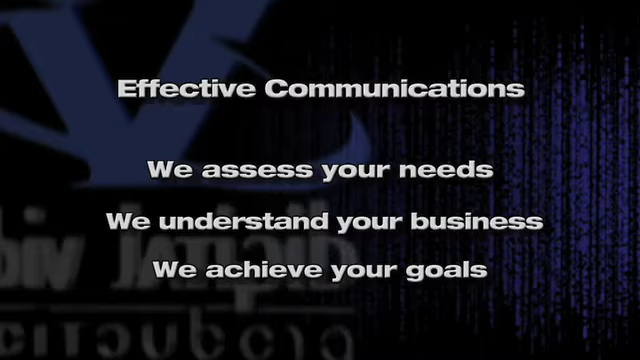 Effective Communications
We assess your needs
We understand your business
We achieve your goals